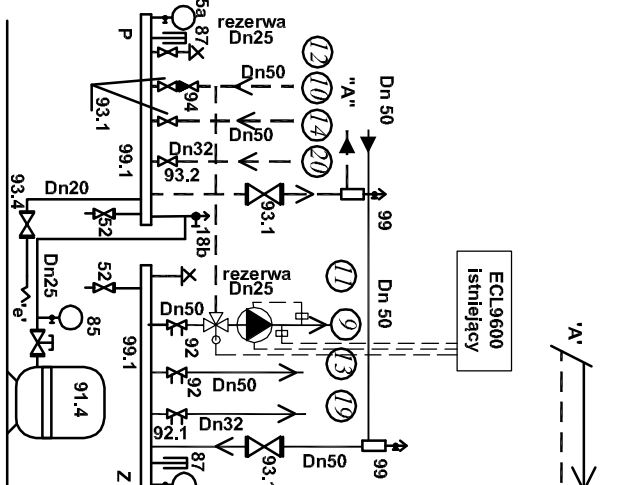 5a
87
rezerwa
Dn25
P
12
Dn50
10
94
"A"
Dn 50
93.1
14
Dn50
99.1
Dn32
20
93.2
93.4
Dn20
93.1
99
52
18b
Dn25
"e"
85
91.4
52
rezerwa
Dn25
11
Dn 50
ECL9600
istniejący
'A'
Dn50
92
9
99.1
92
Dn50
13
92.1
Dn32
19
87
Z
Dn50
99